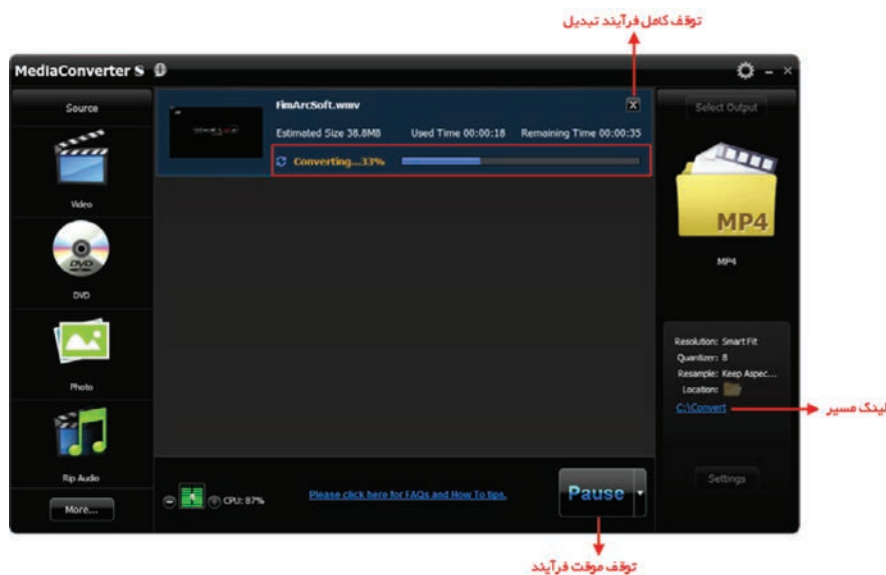 توقف کامل فرآیند تبدیل
MediaConverter 8
Source
FimArcSoft.wmv
Select Output
Estimated Size 38.8MB Used Time 00:00:18 Remaining Time 00:00:35
Converting...33%
Video
MP4
MP4
DVD
DVD
Resolution: Smart Fit
Quantizer: 8
Resample: Keep Aspec...
Location:
C:\Convert
لینک مسیر
Photo
Rip Audio
Settings
More...
CPU: 87%
Please click here for FAQs and How To tips.
Pause
توقف موقت فرآیند